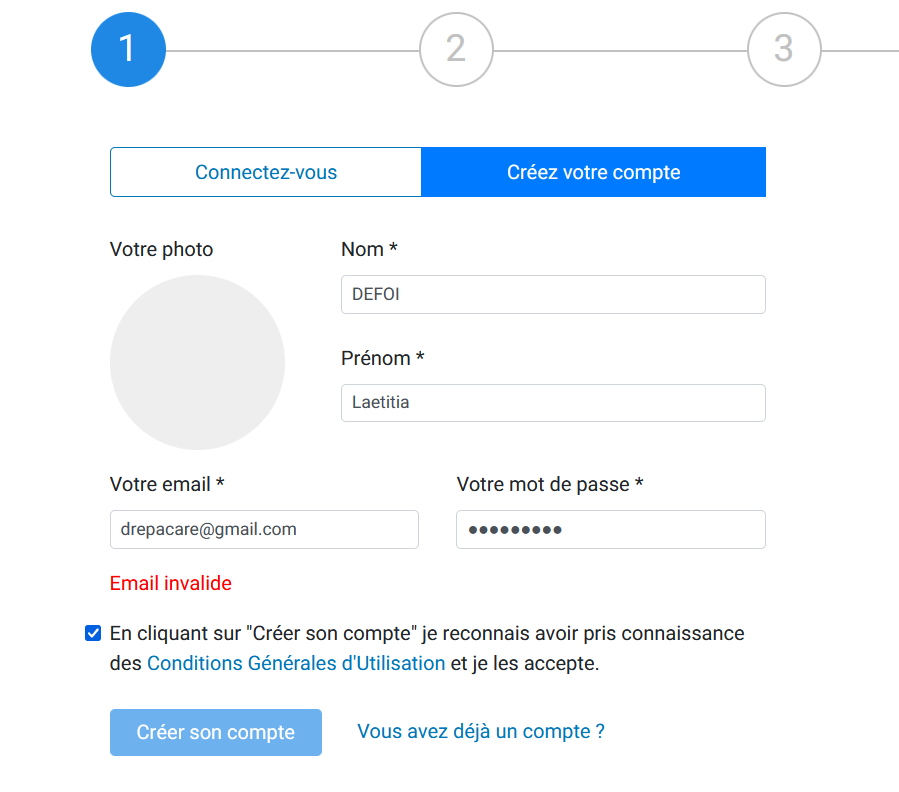 1
2
3
Connectez-vous
Créez votre compte
Votre photo
Nom *
DEFOI
Prénom *
Laetitia
Votre email *
Votre mot de passe *
drepacare@gmail.com
●●●●●●●●●
Email invalide
En cliquant sur "Créer son compte" je reconnais avoir pris connaissance
des Conditions Générales d'Utilisation et je les accepte.
Créer son compte
Vous avez déjà un compte ?